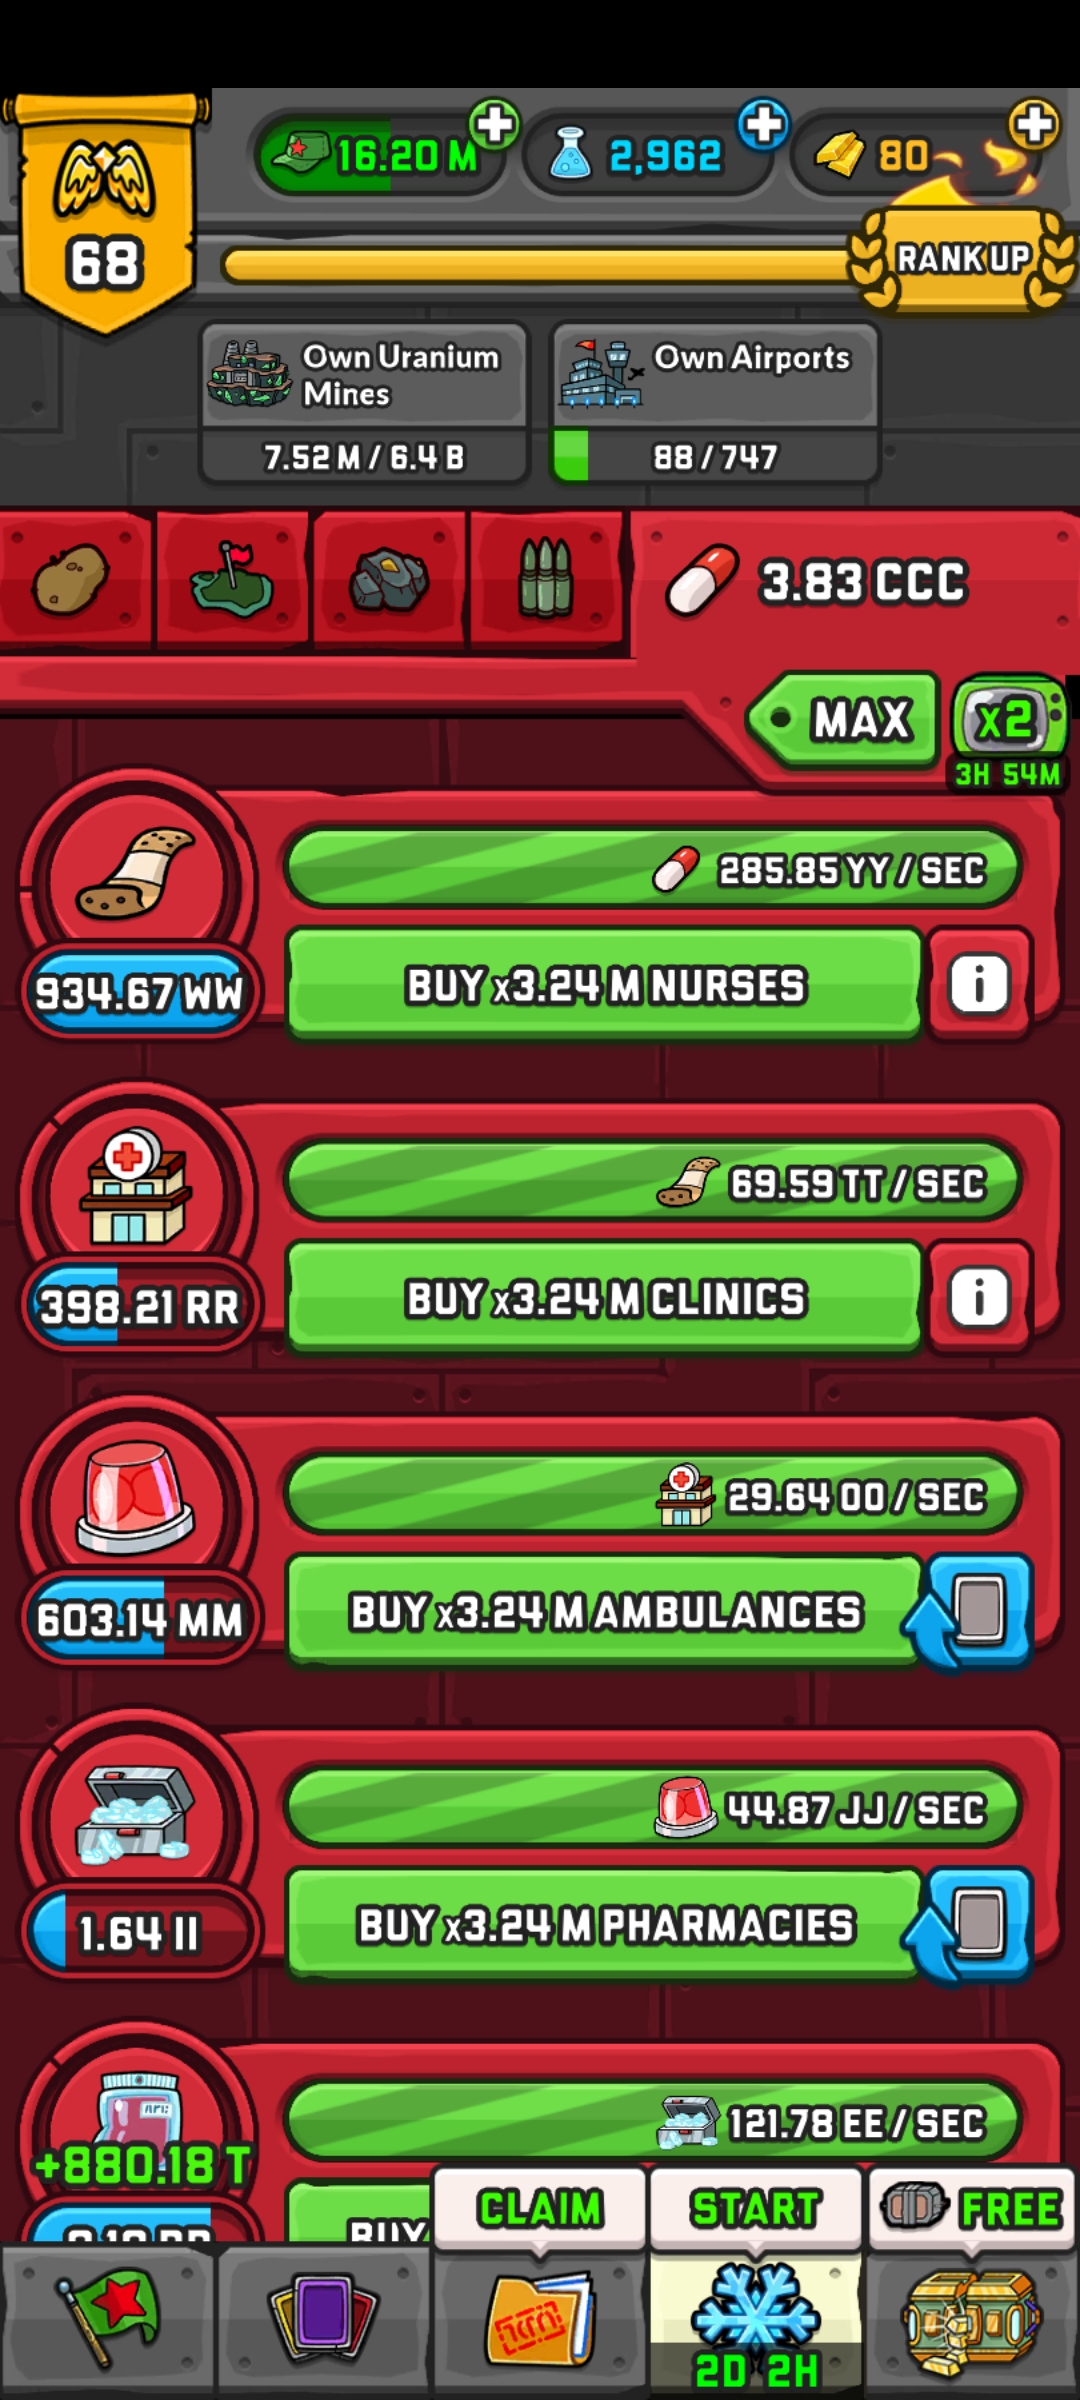 16.20 M
2,962
80
68
RANK UP
Own Uranium
Mines
7.52 M / 6.4 B
Own Airports
88 / 747
3.83 CCC
MAX
x2
3H 54M
285.85 YY / SEC
934.67 WW
BUY x3.24 M NURSES
i
69.59 TT / SEC
398.21 RR
BUY x3.24 M CLINICS
i
29.64 OO / SEC
603.14 MM
BUY x3.24 M AMBULANCES
44.87 JJ / SEC
1.64 II
BUY x3.24 M PHARMACIES
121.78 EE / SEC
+880.18 T
BUY
CLAIM
START
FREE
2D 2H